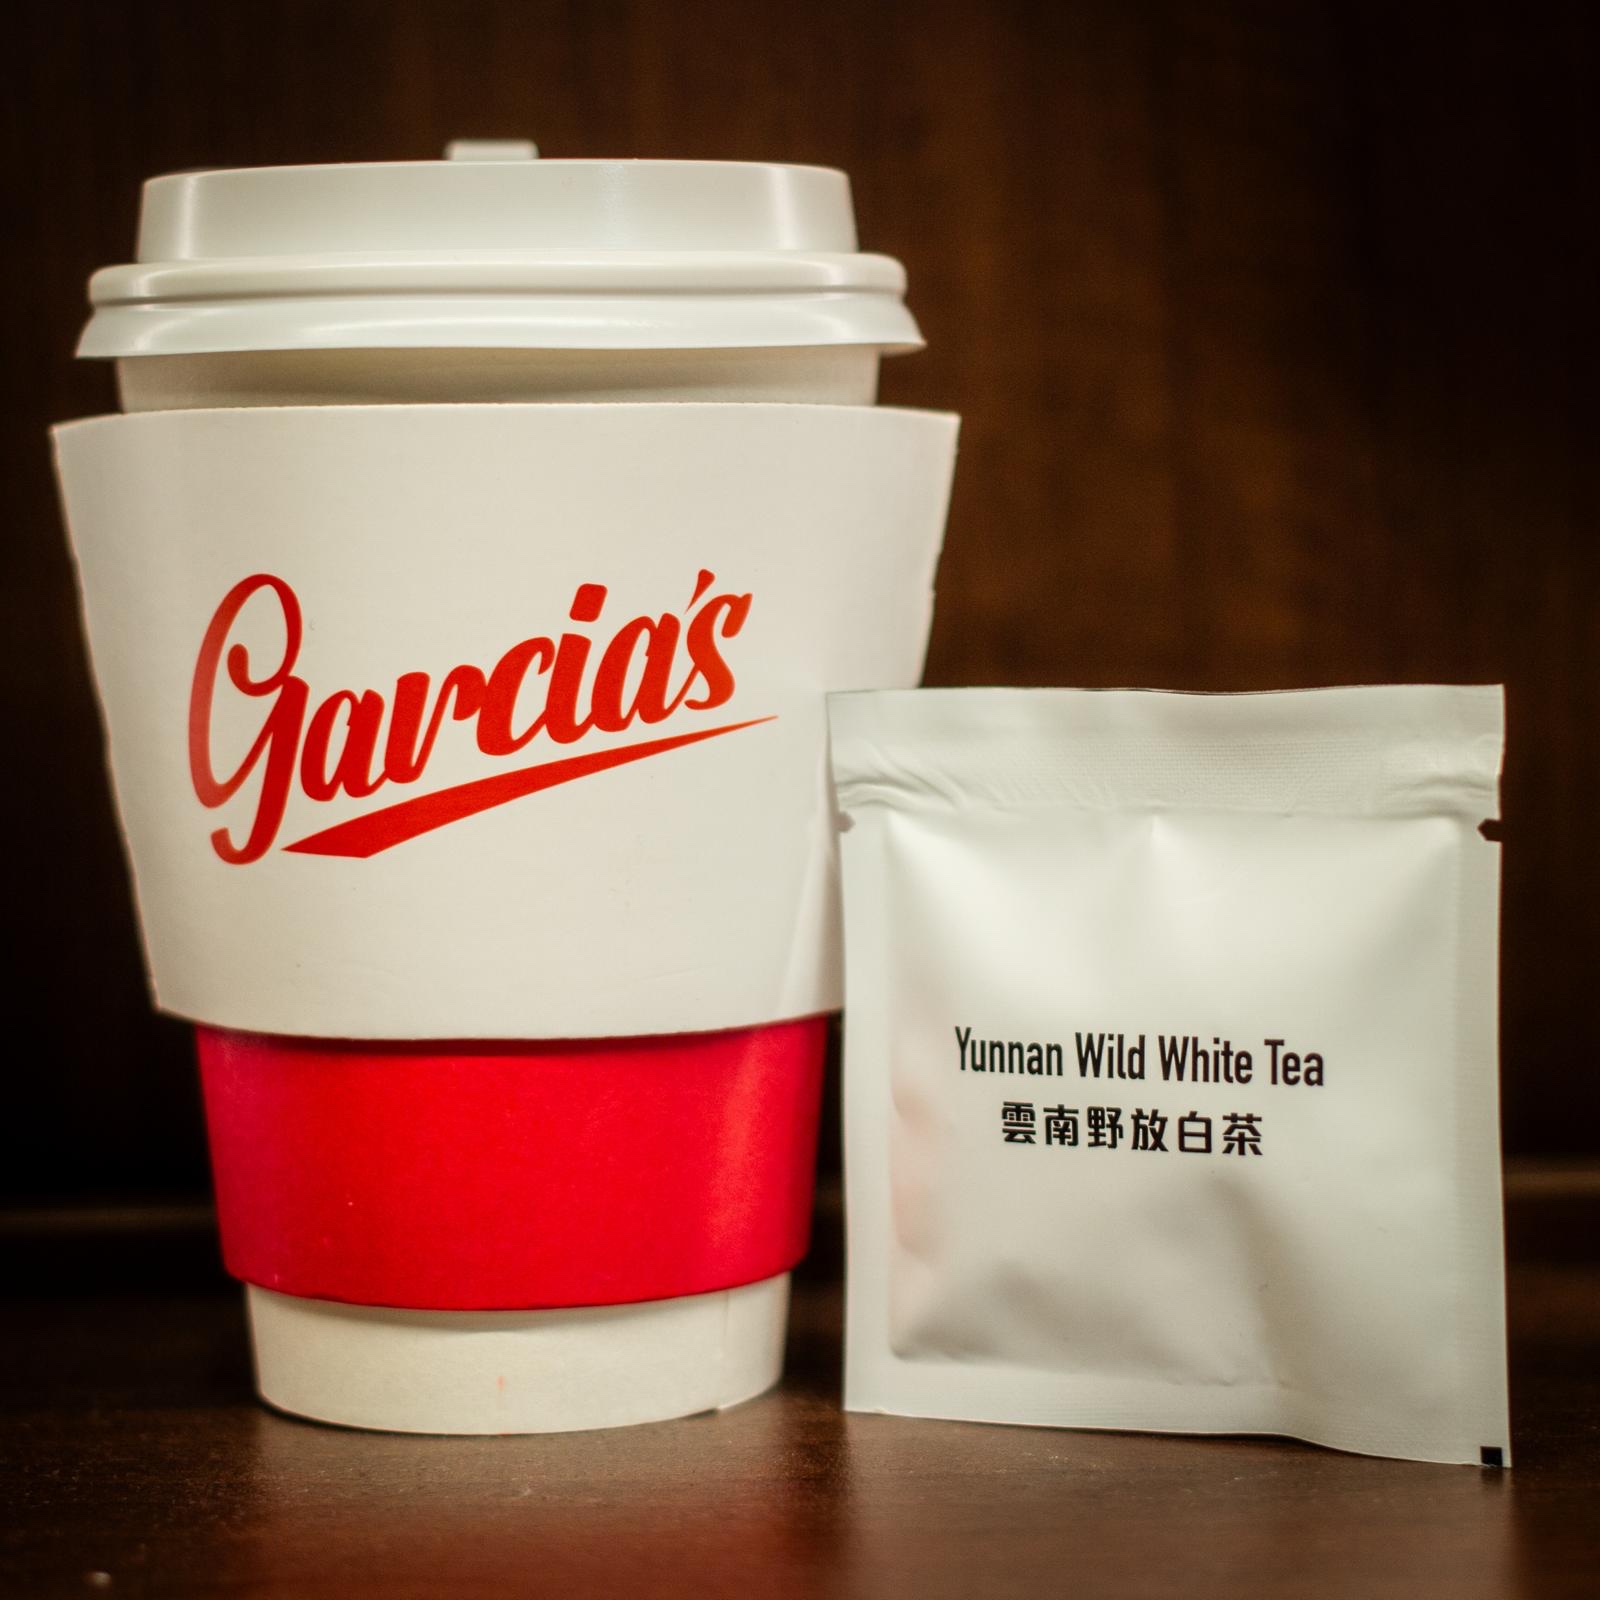 Garcia's
Yunnan Wild White Tea
雲南野放白茶